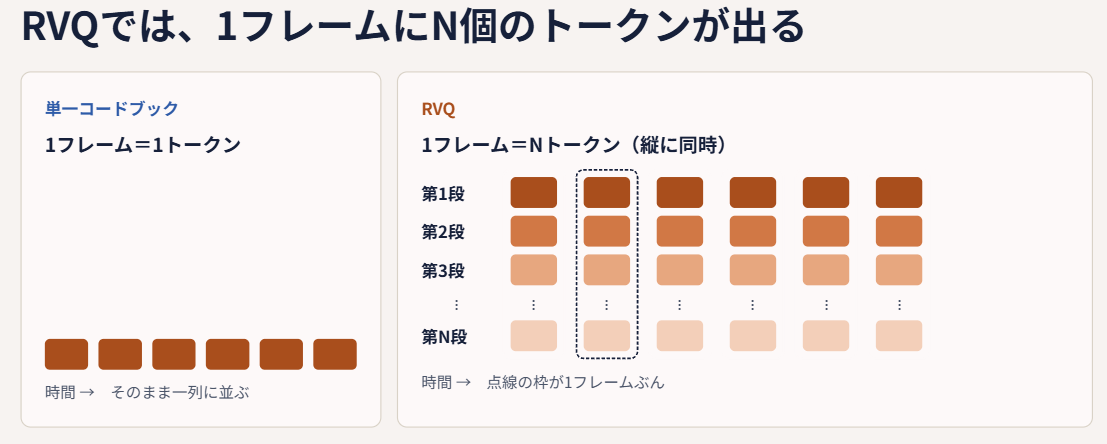 RVQでは、1フレームにN個のトークンが出る
単一コードブック
1フレーム＝1トークン
時間 →　そのまま一列に並ぶ
RVQ
1フレーム＝Nトークン（縦に同時）
第1段
第2段
第3段
⋮ ⋮ ⋮ ⋮ ⋮ ⋮ ⋮
第N段
時間 →　点線の枠が1フレームぶん